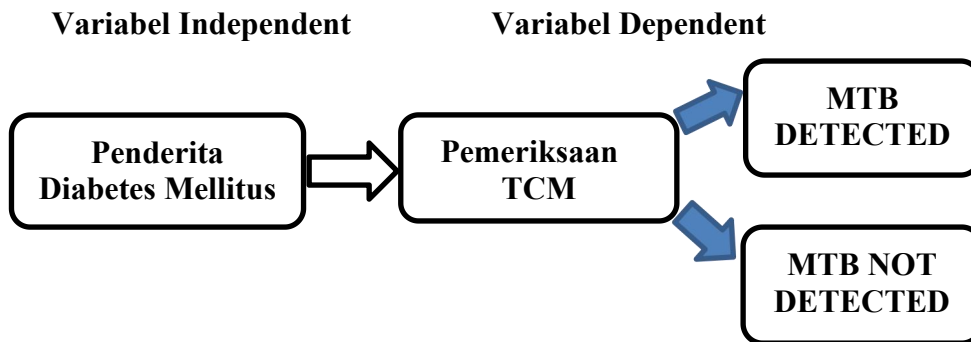 Variabel Independent
Variabel Dependent
Penderita
Diabetes Mellitus
Pemeriksaan
TCM
MTB
DETECTED
MTB NOT
DETECTED